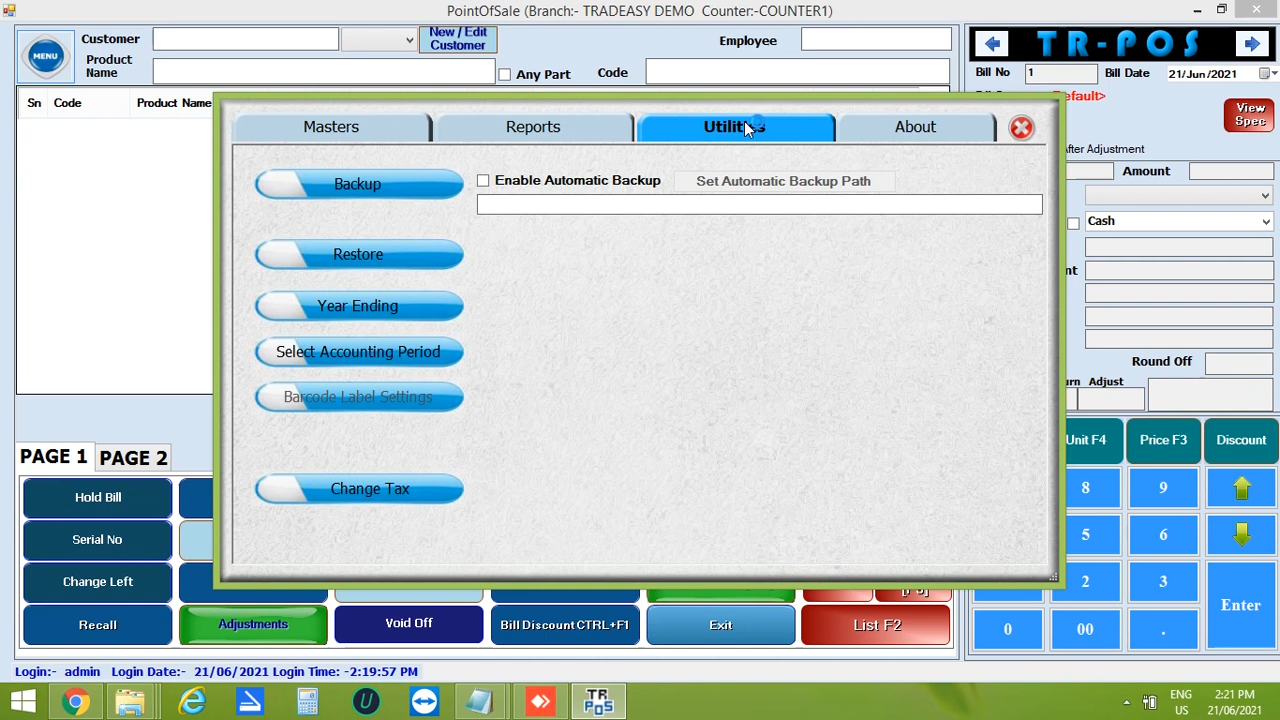 PointOfSale (Branch:- TRADEASY DEMO Counter:-COUNTER1)
MENU
Customer
New / Edit
Customer
Employee
Product
Name
Any Part
Code
TR-POS
Bill No
1
Bill Date
21/Jun/2021
Default>
View
Spec
Sn
Code
Product Name
After Adjustment
Amount
Cash
nt
Round Off
urn
Adjust
Masters
Reports
Utilities
About
Backup
Enable Automatic Backup
Set Automatic Backup Path
Restore
Year Ending
Select Accounting Period
Barcode Label Settings
Change Tax
PAGE 1
PAGE 2
Hold Bill
Serial No
Change Left
Recall
Adjustments
Void Off
Bill Discount CTRL+F1
Exit
List F2
Unit F4
Price F3
Discount
8
9
5
6
2
3
Enter
0
00
.
Login:- admin Login Date:- 21/06/2021 Login Time: -2:19:57 PM
TR
POS
ENG
US
2:21 PM
21/06/2021